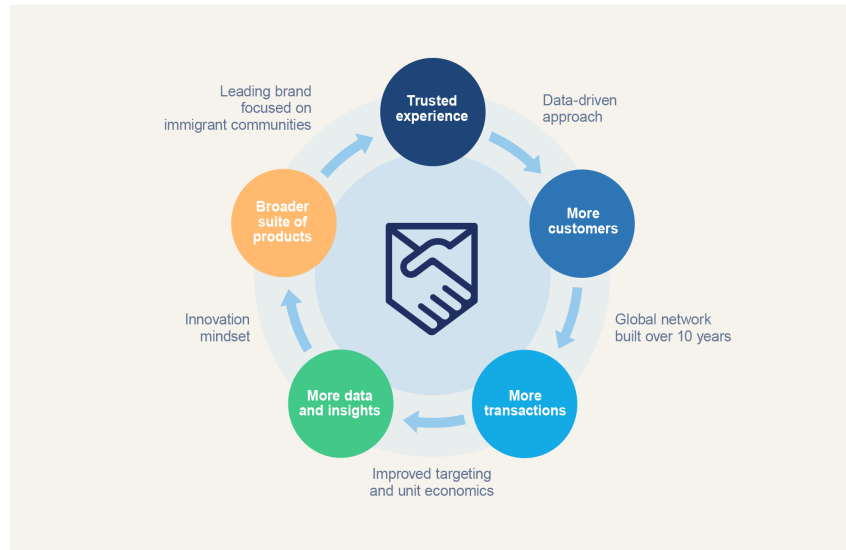 Trusted
experience
Data-driven
approach
More
customers
Global network
built over 10 years
More
transactions
Improved targeting
and unit economics
More data
and insights
Innovation
mindset
Broader
suite of
products
Leading brand
focused on
immigrant communities